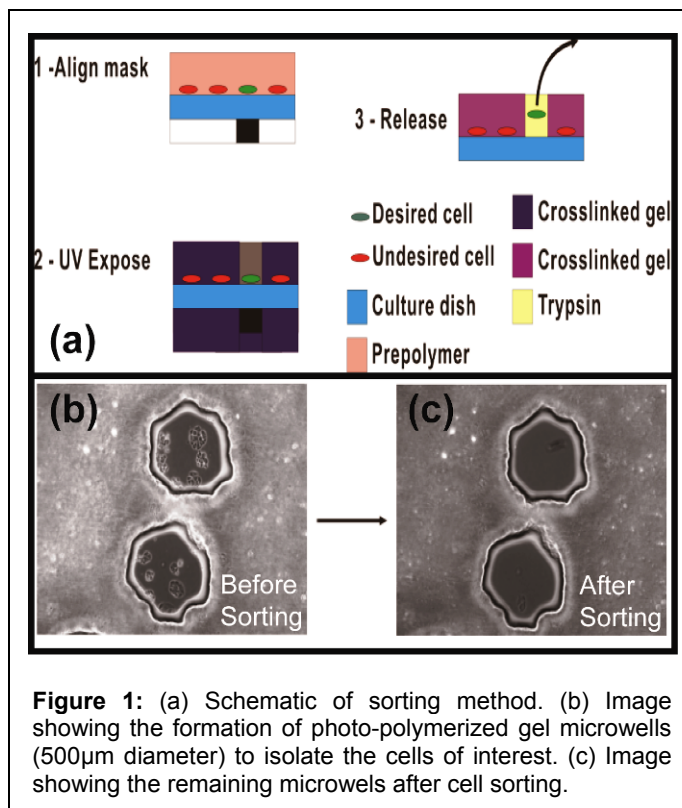 1 -Align mask
3 - Release
2 - UV Expose
Desired cell
Undesired cell
Culture dish
Prepolymer
Crosslinked gel
Crosslinked gel
Trypsin
(a)
(b)
Before
Sorting
(c)
After
Sorting
Figure 1: (a) Schematic of sorting method. (b) Image
showing the formation of photo-polymerized gel microwells
(500µm diameter) to isolate the cells of interest. (c) Image
showing the remaining microwels after cell sorting.